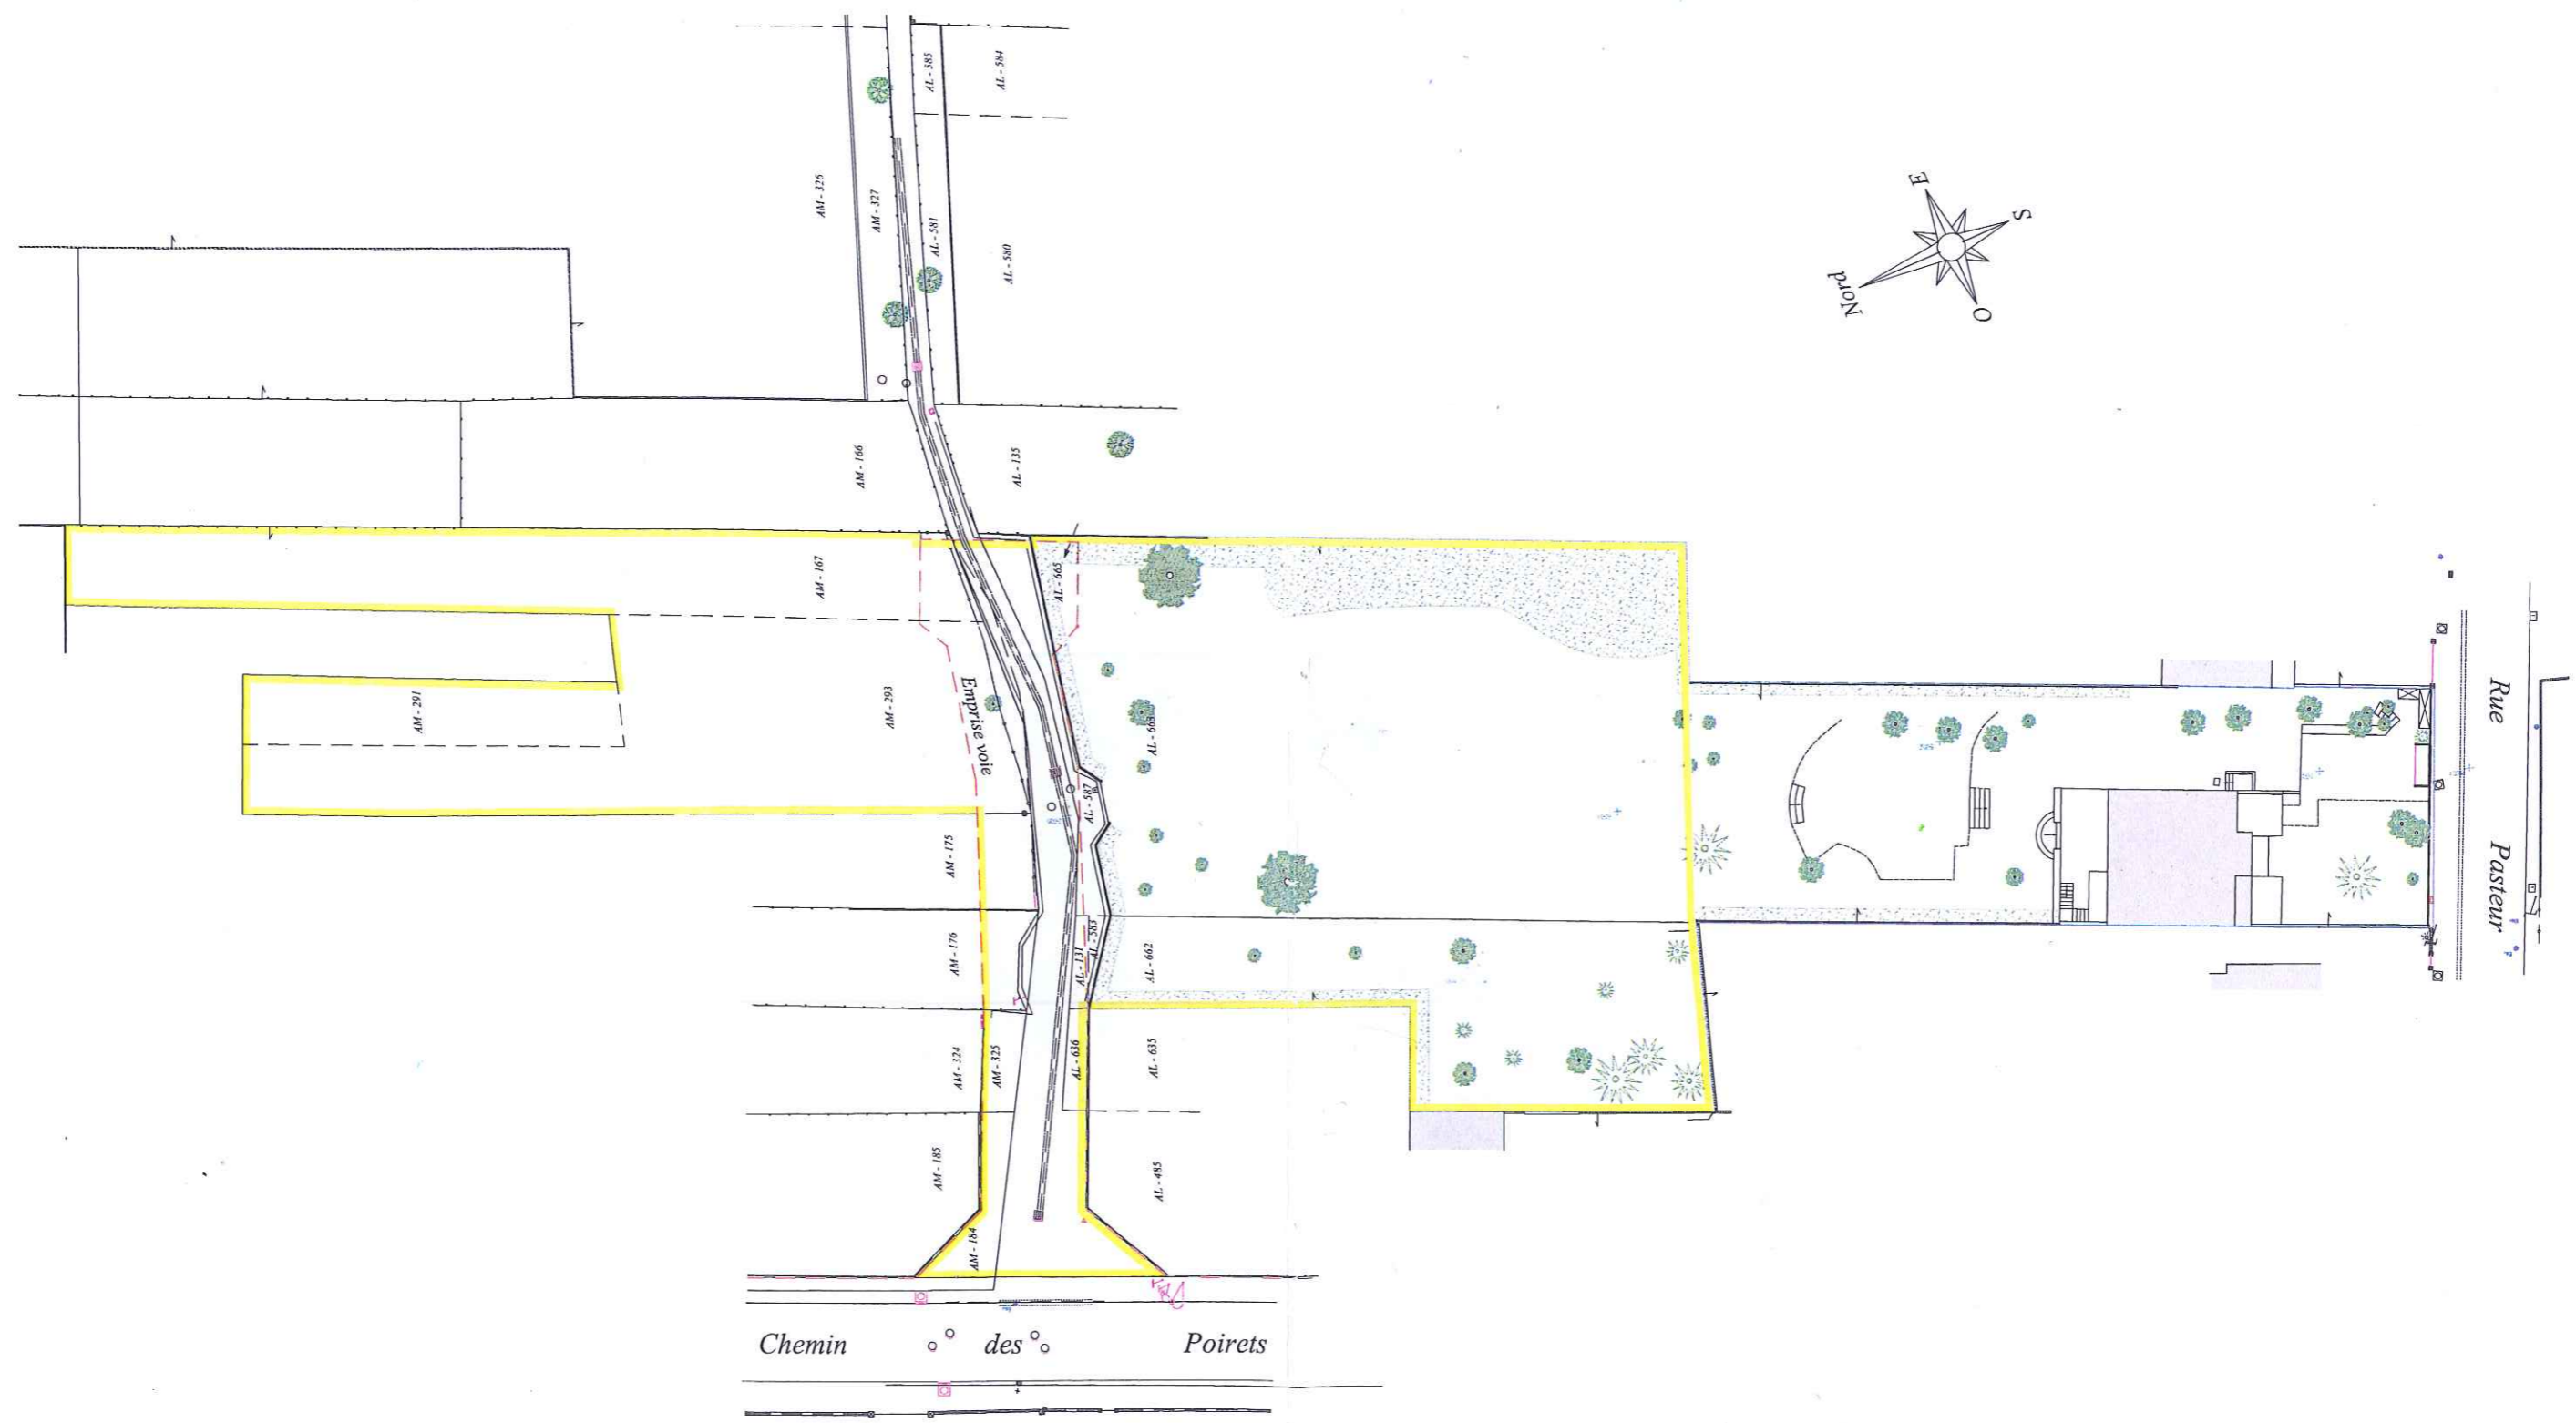 AL - 585
AL - 584
AM - 326
AM - 327
AL - 581
AL - 580
E
S
Nord
O
AM - 166
AL - 135
AM - 167
AL - 665
AM - 291
AM - 293
Emprise voie
AL - 663
AL - 587
Rue Pasteur
AM - 175
AM - 176
AL - 131
AL - 583
AL - 662
AM - 324
AM - 325
AL - 636
AL - 635
AM - 185
AL - 485
AM - 184
Chemin des Poirets